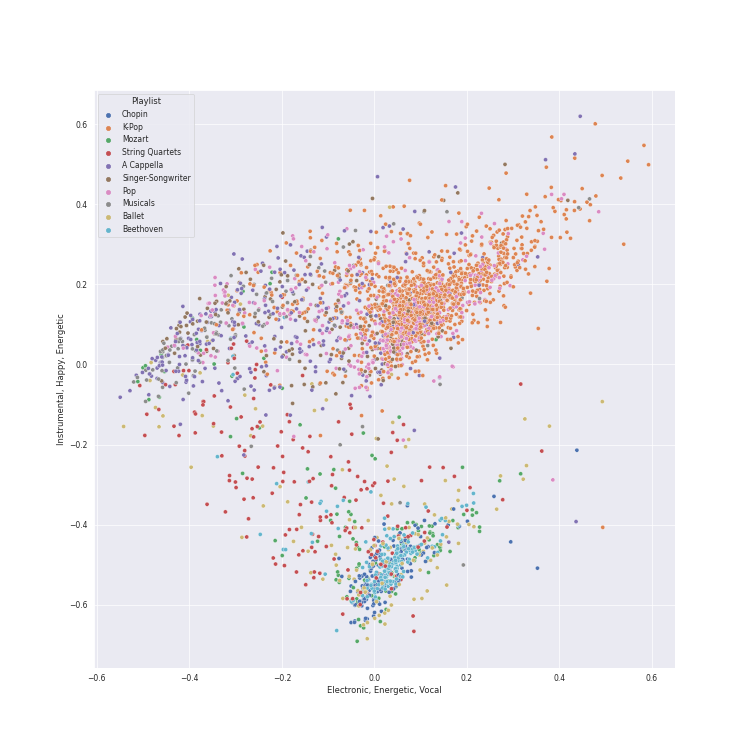 Playlist
Chopin
K-Pop
Mozart
String Quartets
A Cappella
Singer-Songwriter
Pop
Musicals
Ballet
Beethoven
0.6
0.4
0.2
0.0
−0.2
−0.4
−0.6
Instrumental, Happy, Energetic
−0.6 −0.4 −0.2 0.0 0.2 0.4 0.6
Electronic, Energetic, Vocal